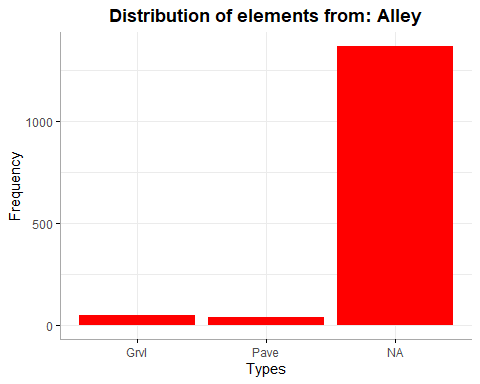 Distribution of elements from: Alley
Frequency
1000
500
0
Grvl Pave NA
Types